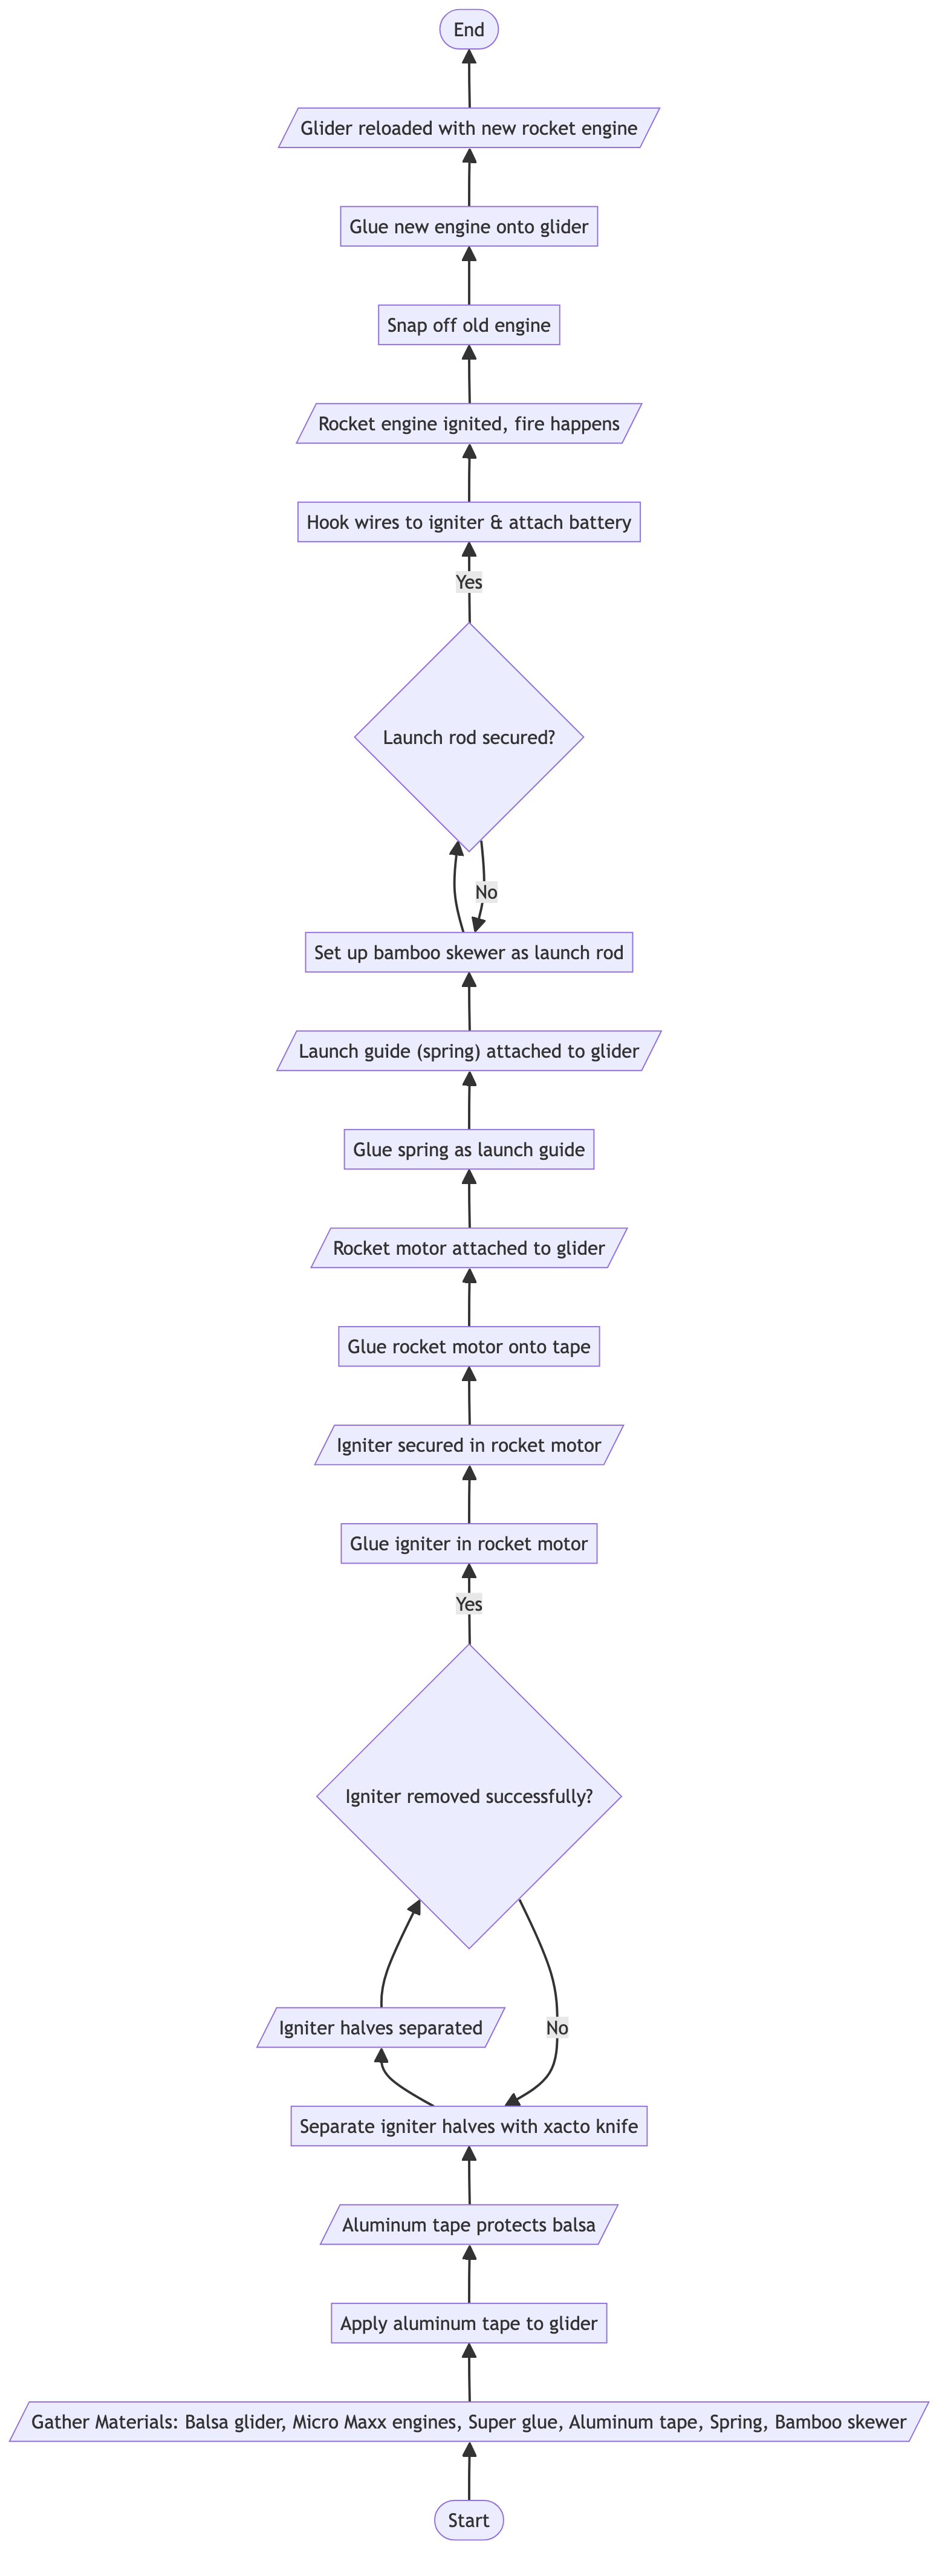 End
Glider reloaded with new rocket engine
Glue new engine onto glider
Snap off old engine
Rocket engine ignited, fire happens
Hook wires to igniter & attach battery
Yes
Launch rod secured?
No
Set up bamboo skewer as launch rod
Launch guide (spring) attached to glider
Glue spring as launch guide
Rocket motor attached to glider
Glue rocket motor onto tape
Igniter secured in rocket motor
Glue igniter in rocket motor
Yes
Igniter removed successfully?
Igniter halves separated
No
Separate igniter halves with xacto knife
Aluminum tape protects balsa
Apply aluminum tape to glider
Gather Materials: Balsa glider, Micro Maxx engines, Super glue, Aluminum tape, Spring, Bamboo skewer
Start